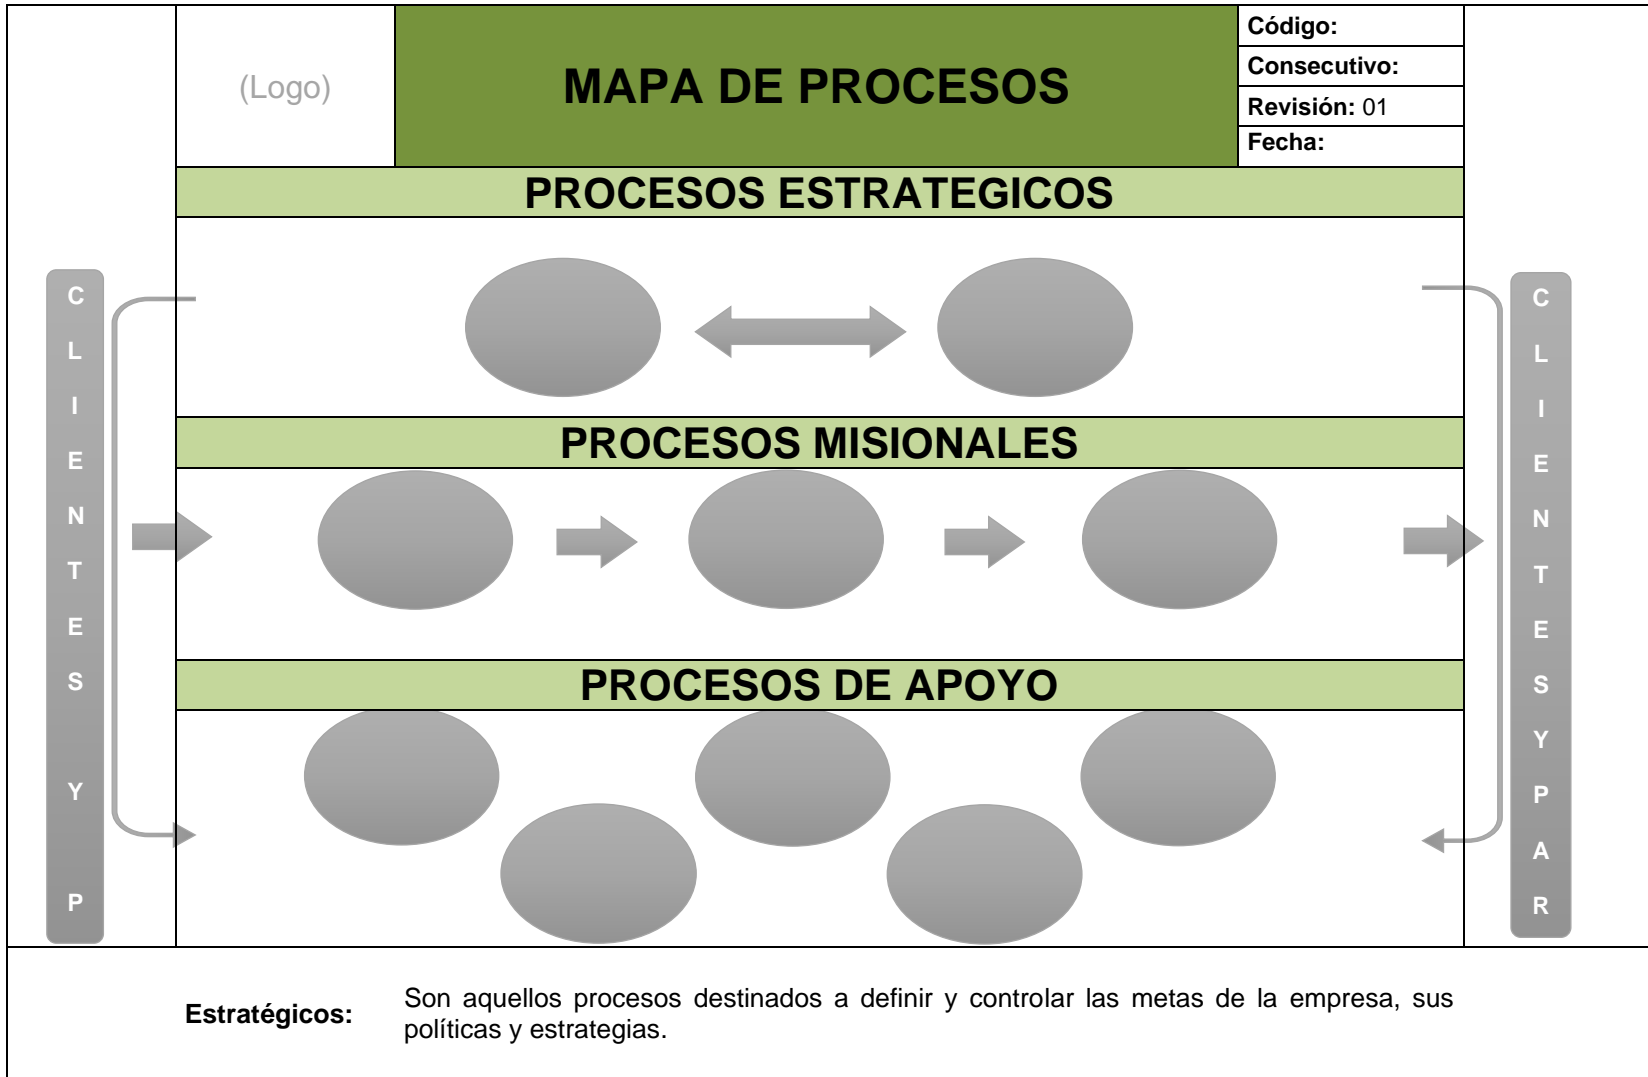 (Logo)
MAPA DE PROCESOS
Código:
Consecutivo:
Revisión: 01
Fecha:
PROCESOS ESTRATEGICOS
C
L
I
E
N
T
E
S
Y
P
C
L
I
E
N
T
E
S
Y
P
A
R
PROCESOS MISIONALES
PROCESOS DE APOYO
Estratégicos:
Son aquellos procesos destinados a definir y controlar las metas de la empresa, sus
políticas y estrategias.